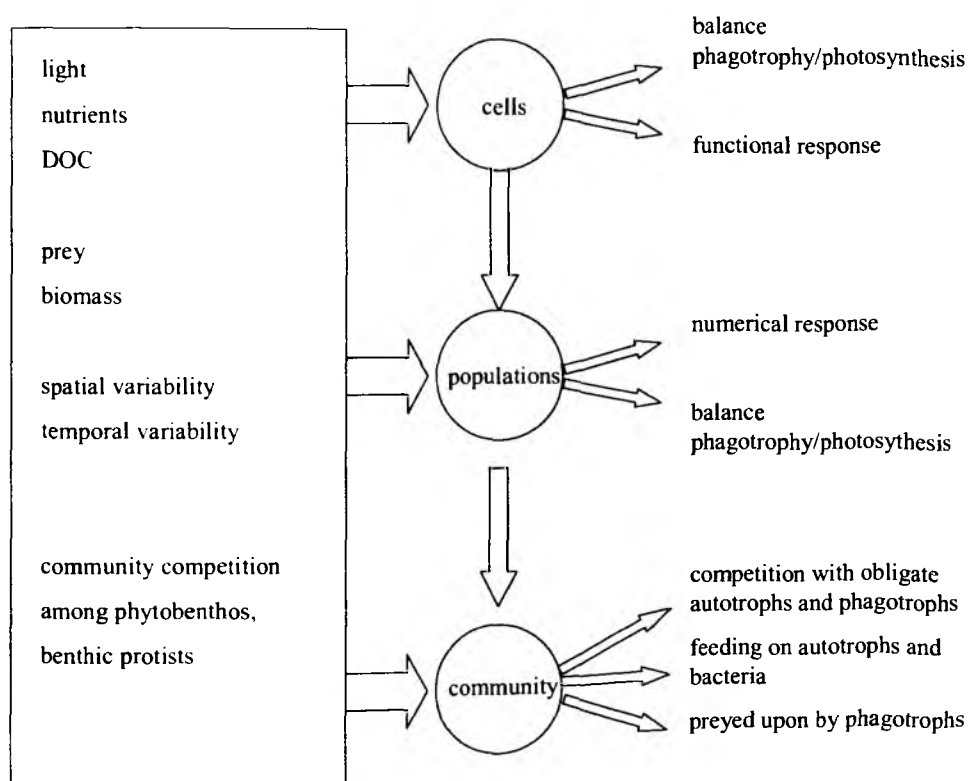 light
nutrients
DOC
prey
biomass
spatial variability
temporal variability
community competition
among phytobenthos,
benthic protists
cells
populations
community
balance
phagotrophy/photosynthesis
functional response
numerical response
balance
phagotrophy/photosythesis
competition with obligate
autotrophs and phagotrophs
feeding on autotrophs and
bacteria
preyed upon by phagotrophs